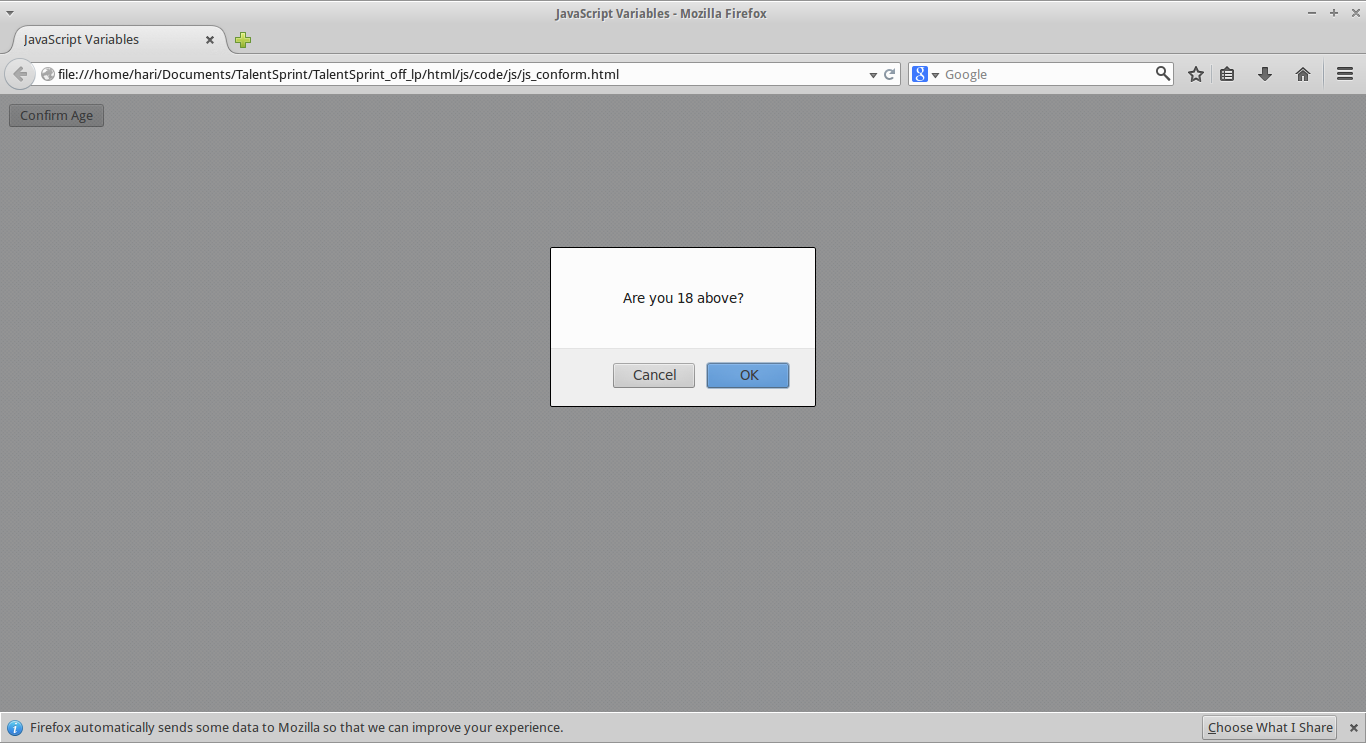 JavaScript Variables - Mozilla Firefox
JavaScript Variables
file:///home/hari/Documents/TalentSprint/TalentSprint_off_lp/html/js/code/js/js_conform.html
8 Google
Confirm Age
Are you 18 above?
Cancel OK
Firefox automatically sends some data to Mozilla so that we can improve your experience. Choose What I Share